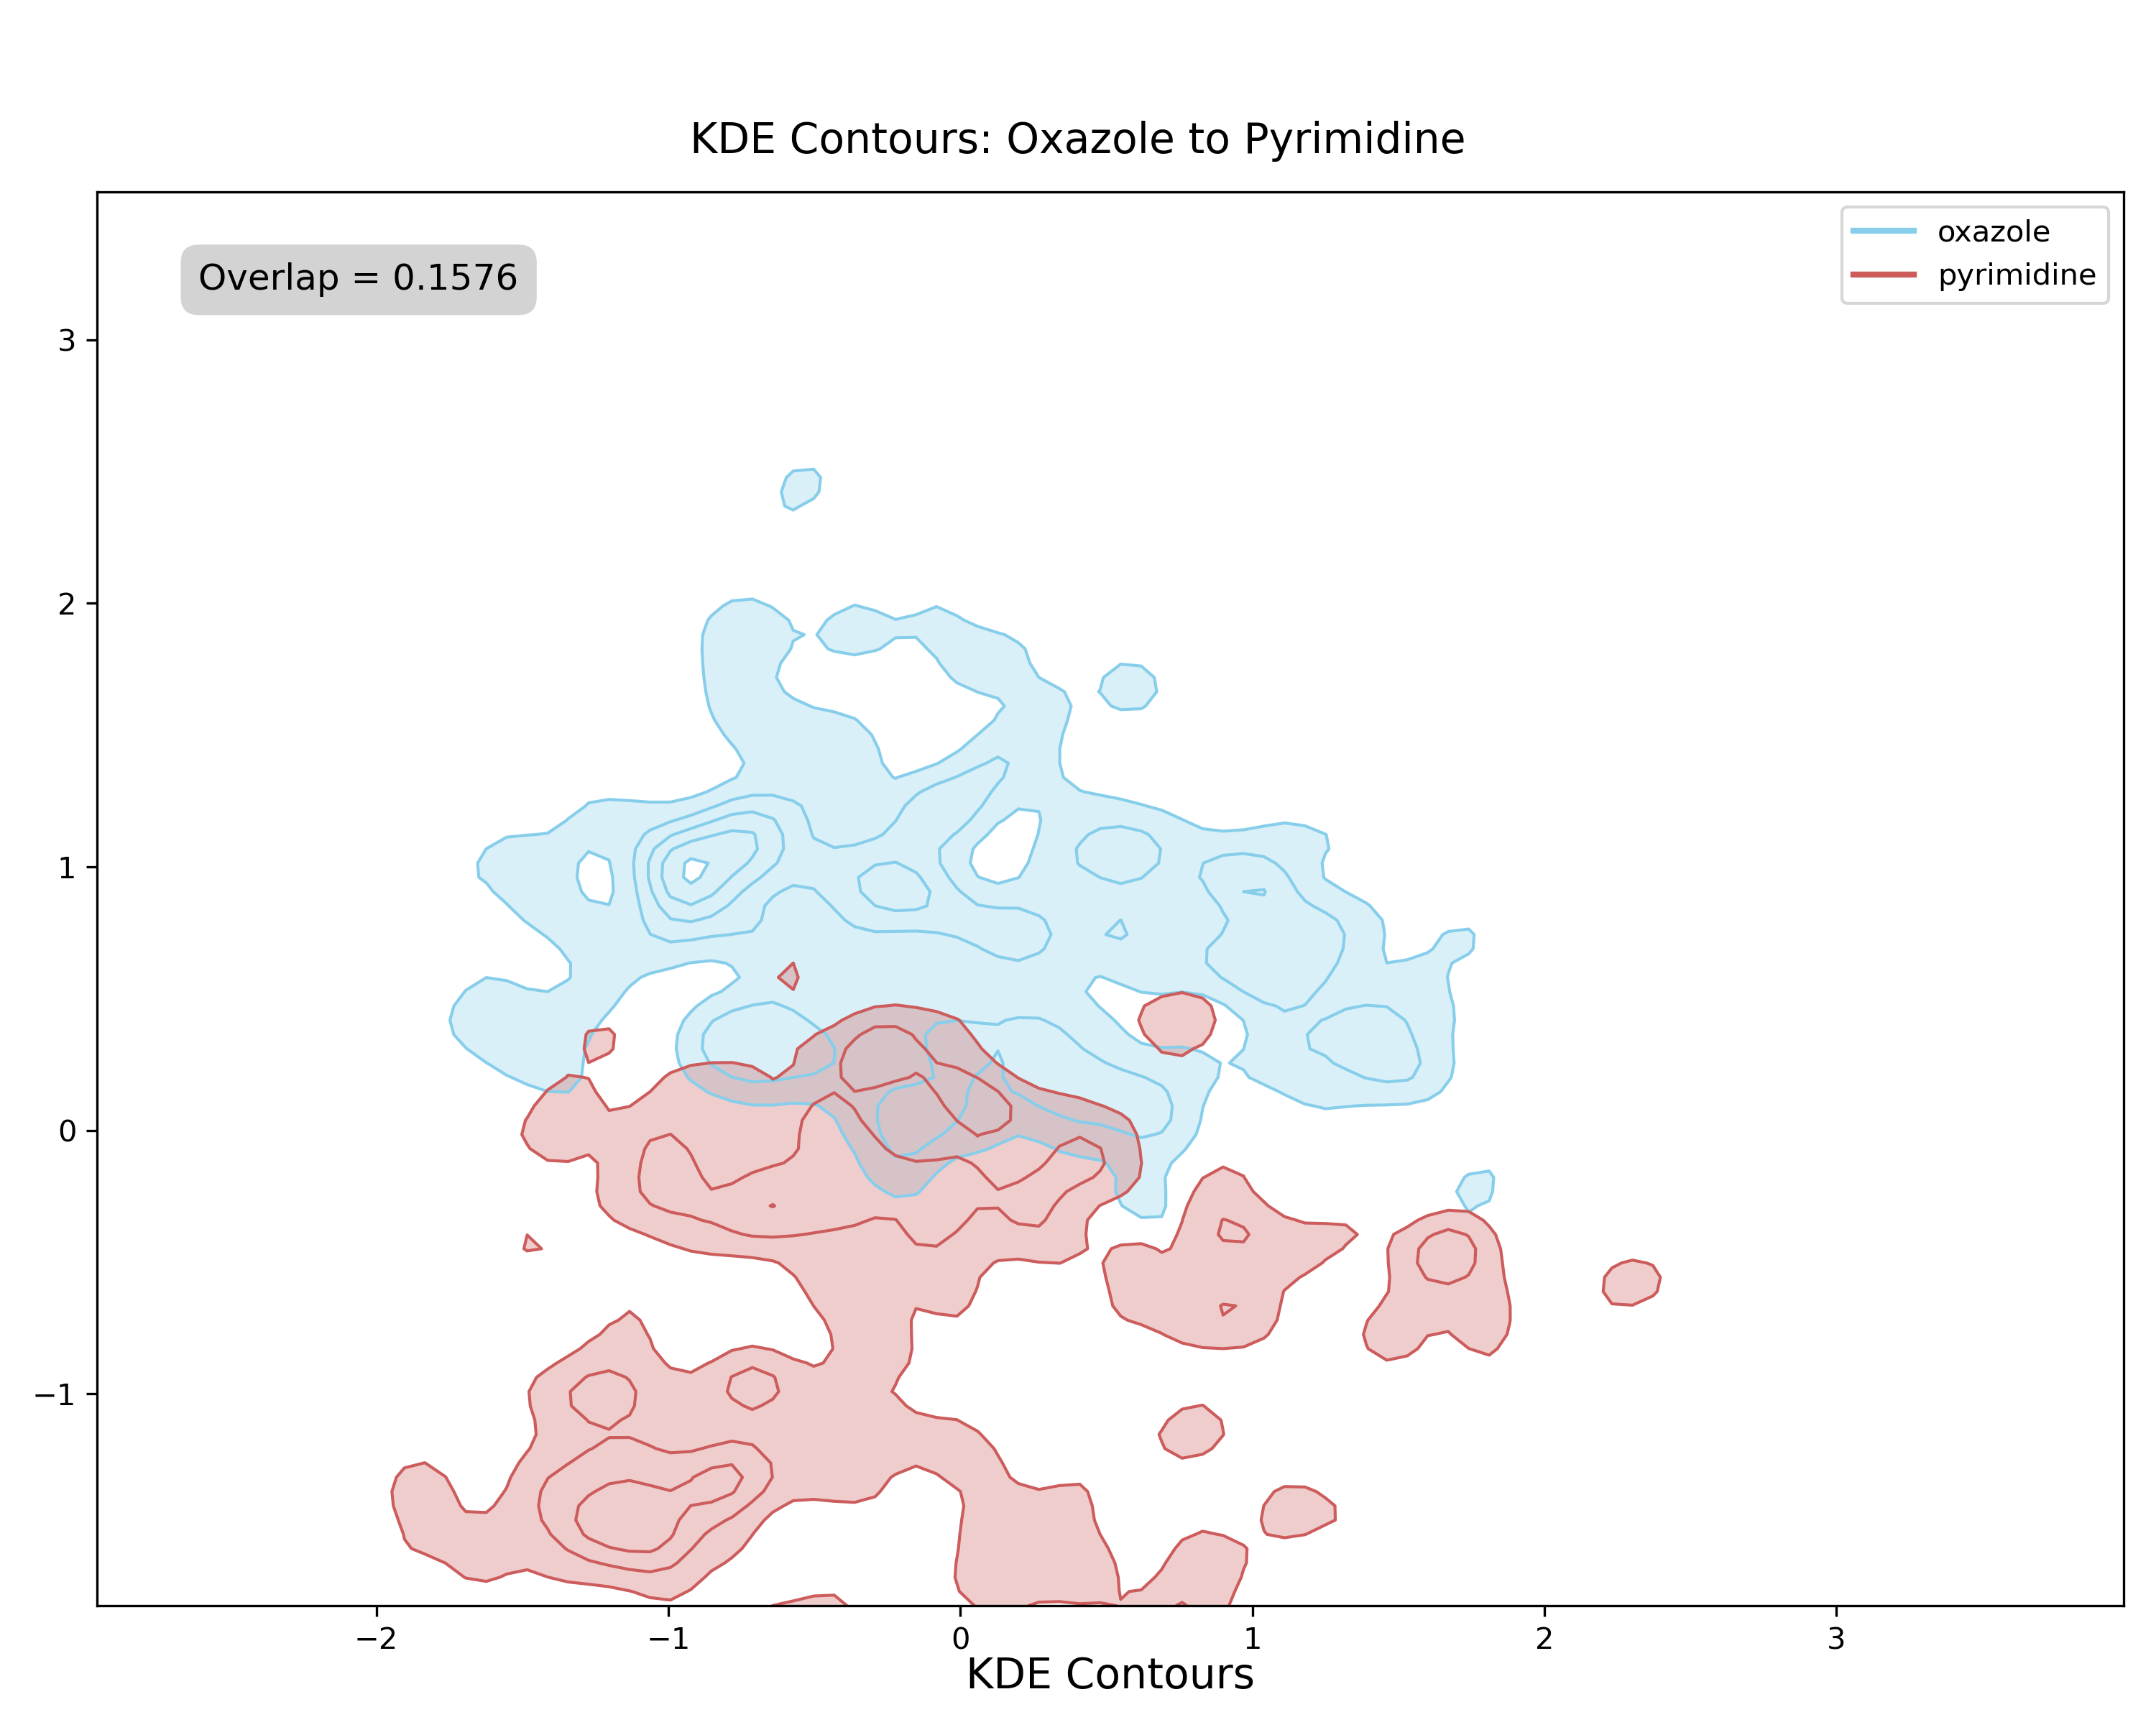 KDE Contours: Oxazole to Pyrimidine
Overlap = 0.1576
oxazole
pyrimidine
3
2
1
0
−1
−2 −1 0 1 2 3
KDE Contours